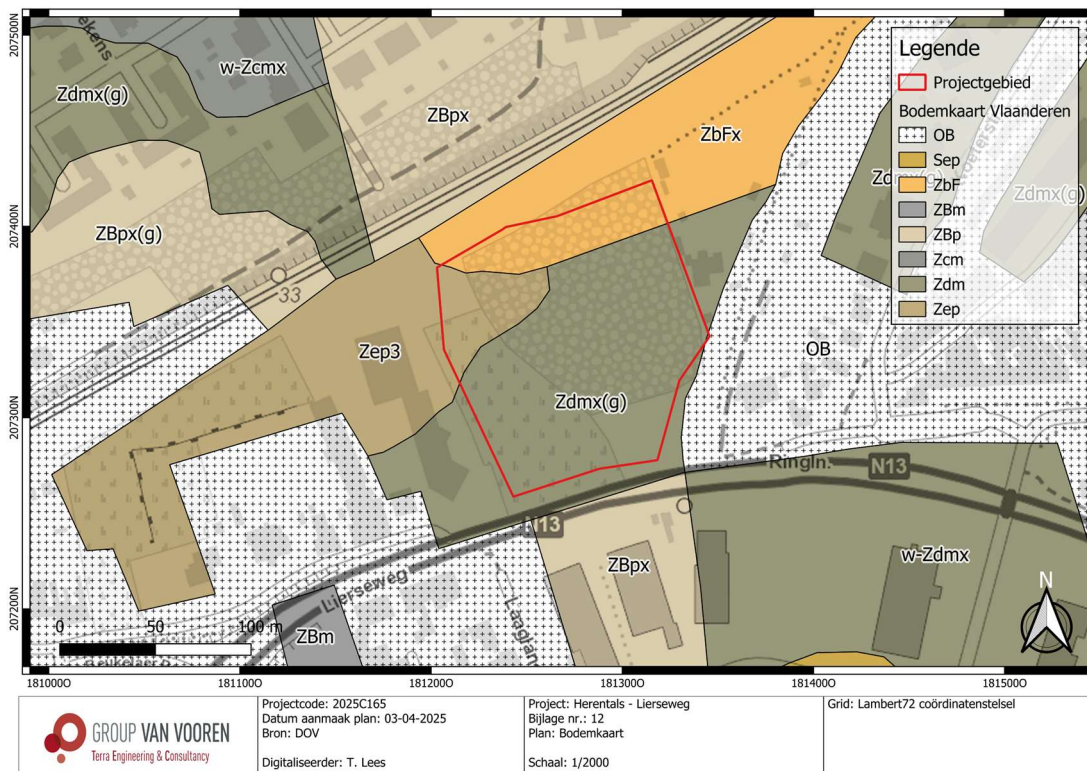 207500N
207400N
207300N
207200N
w-Zcmx
Zdmx(g)
ZBpx
ZbFx
ZBpx(g)
33
Zep3
Zdmx(g)
OB
Zdmx(g)
Zdmx(g)
Ringln.
N13
N13
Lierseweg
Laagland
ZBpx
w-Zdmx
ZBm
N
0 50 100 m
181000O 181100O 181200O 181300O 181400O 181500O
Legende
Projectgebied
Bodemkaart Vlaanderen
OB
Sep
ZbF
ZBm
ZBp
Zcm
Zdm
Zep
GROUP VAN VOOREN
Terra Engineering & Consultancy
Projectcode: 2025C165
Datum aanmaak plan: 03-04-2025
Bron: DOV
Digitaliseerder: T. Lees
Project: Herentals - Lierseweg
Bijlage nr.: 12
Plan: Bodemkaart
Schaal: 1/2000
Grid: Lambert72 coördinatenstelsel